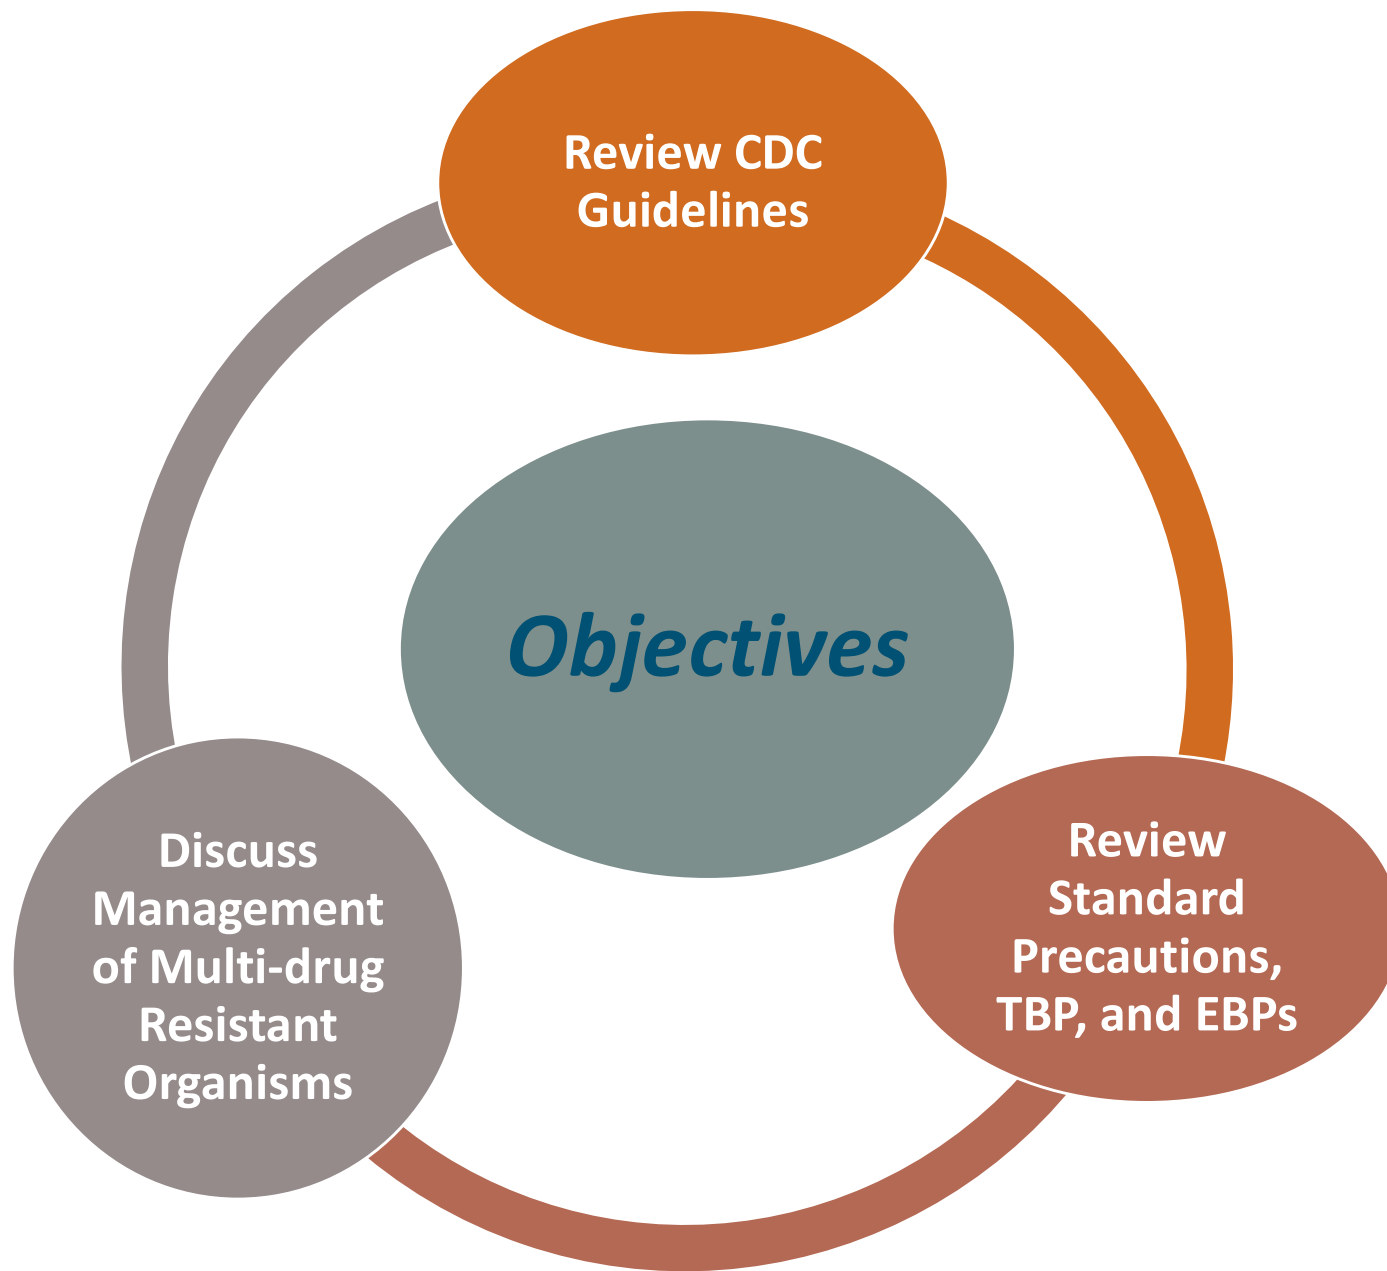 Review CDC
Guidelines
Objectives
Review
Standard
Precautions,
TBP, and EBPs
Discuss
Management
of Multi-drug
Resistant
Organisms